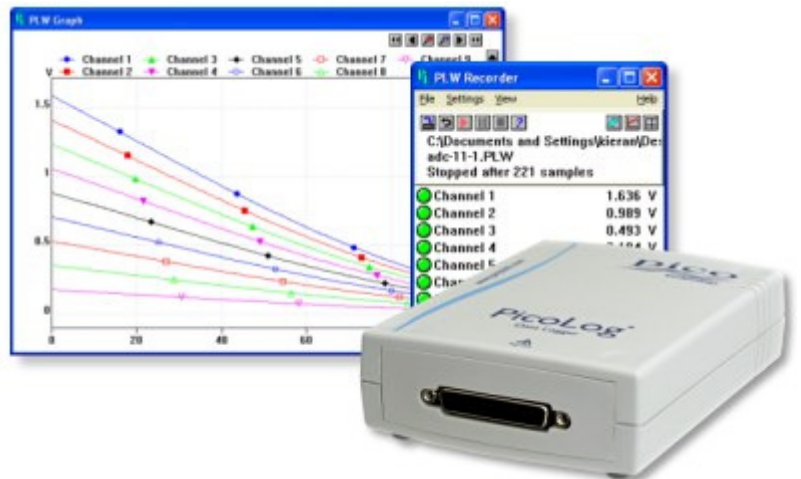 PLW Graph
Channel 1 Channel 3 Channel 5 Channel 7 Channel 9
V Channel 2 Channel 4 Channel 6 Channel 8
1.5
1
0.5
0
0 20 40 60
PLW Recorder
File Settings View Help
C:\Documents and Settings\kieran\De
adc-11-1.PLW
Stopped after 221 samples
Channel 1 1.636 V
Channel 2 0.989 V
Channel 3 0.493 V
Channel 4 V
Channel 5
pico
PicoLog
Data Logger